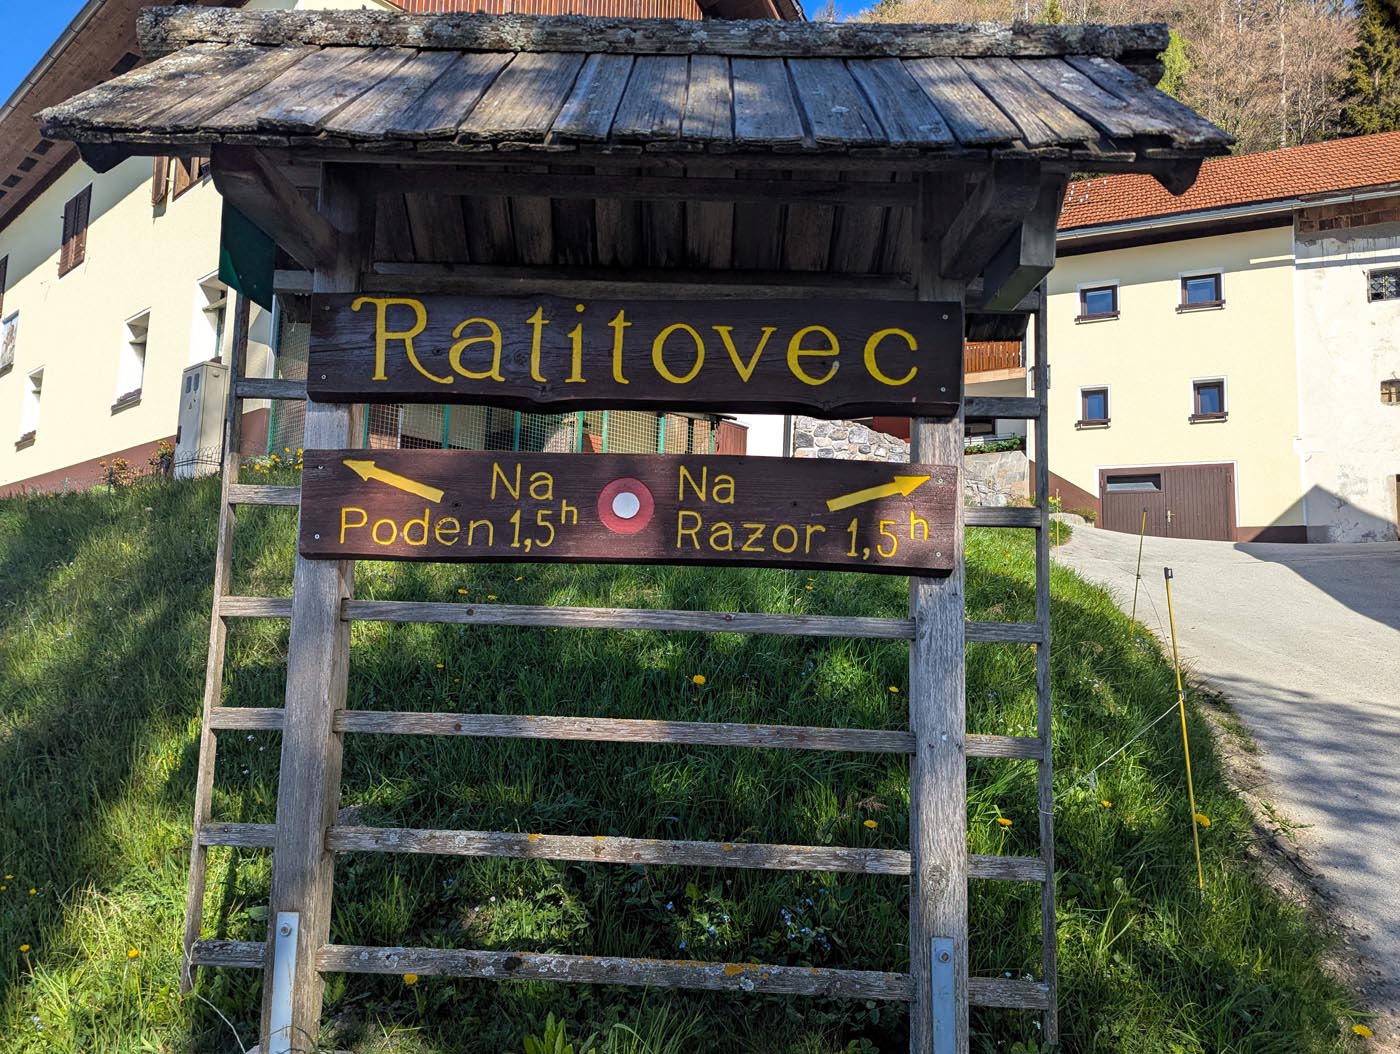 Ratitovec
Na
Poden 1,5h
Na
Razor 1,5h